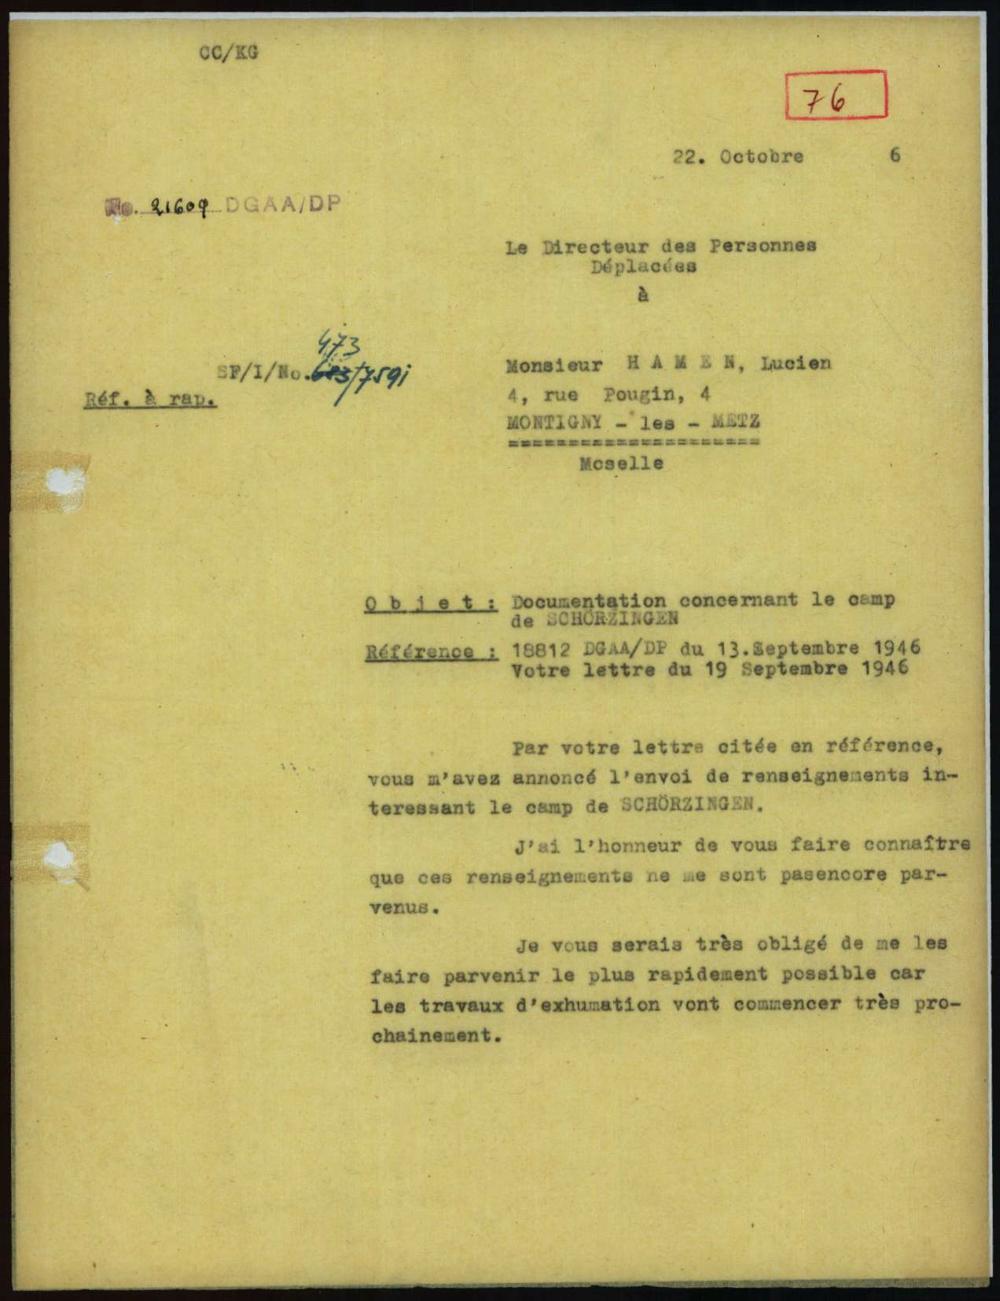 CC/KG
76
22. Octobre 6
No. 21609 DGAA/DP
Le Directeur des Personnes
Déplacées
à
473
SF/I/No. 683/7591
Réf. à rap.
Monsieur H A M E N, Lucien
4, rue Pougin, 4
MONTIGNY - les - METZ
======================
Moselle
O b j e t : Documentation concernant le camp
de SCHÖRZINGEN
Référence : 18812 DGAA/DP du 13.Septembre 1946
Votre lettre du 19 Septembre 1946
Par votre lettre citée en référence,
vous m'avez annoncé l'envoi de renseignements in-
teressant le camp de SCHÖRZINGEN.
J'ai l'honneur de vous faire connaître
que ces renseignements ne me sont pasencore par-
venus.
Je vous serais très obligé de me les
faire parvenir le plus rapidement possible car
les travaux d'exhumation vont commencer très pro-
chainement.